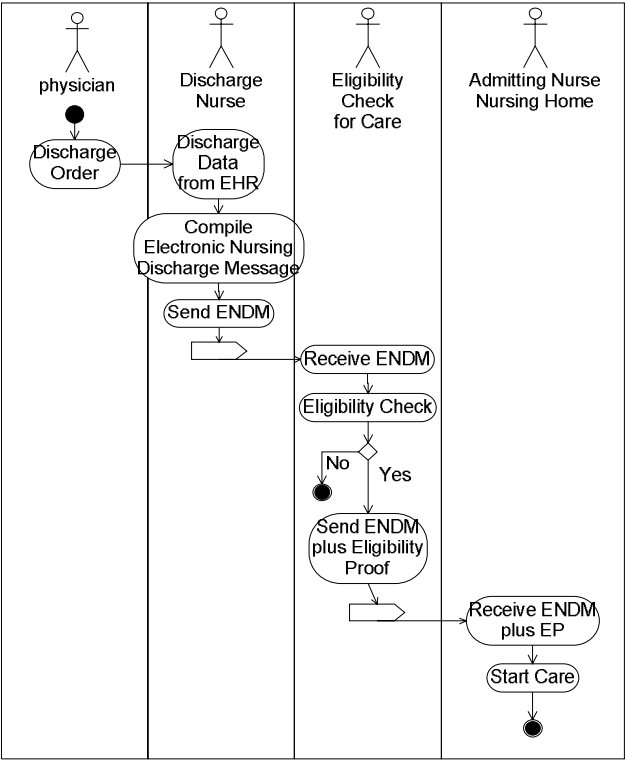 physician
Discharge
Nurse
Eligibility
Check
for Care
Admitting Nurse
Nursing Home
Discharge
Order
Discharge
Data
from EHR
Compile
Electronic Nursing
Discharge Message
Send ENDM
Receive ENDM
Eligibility Check
No
Yes
Send ENDM
plus Eligibility
Proof
Receive ENDM
plus EP
Start Care